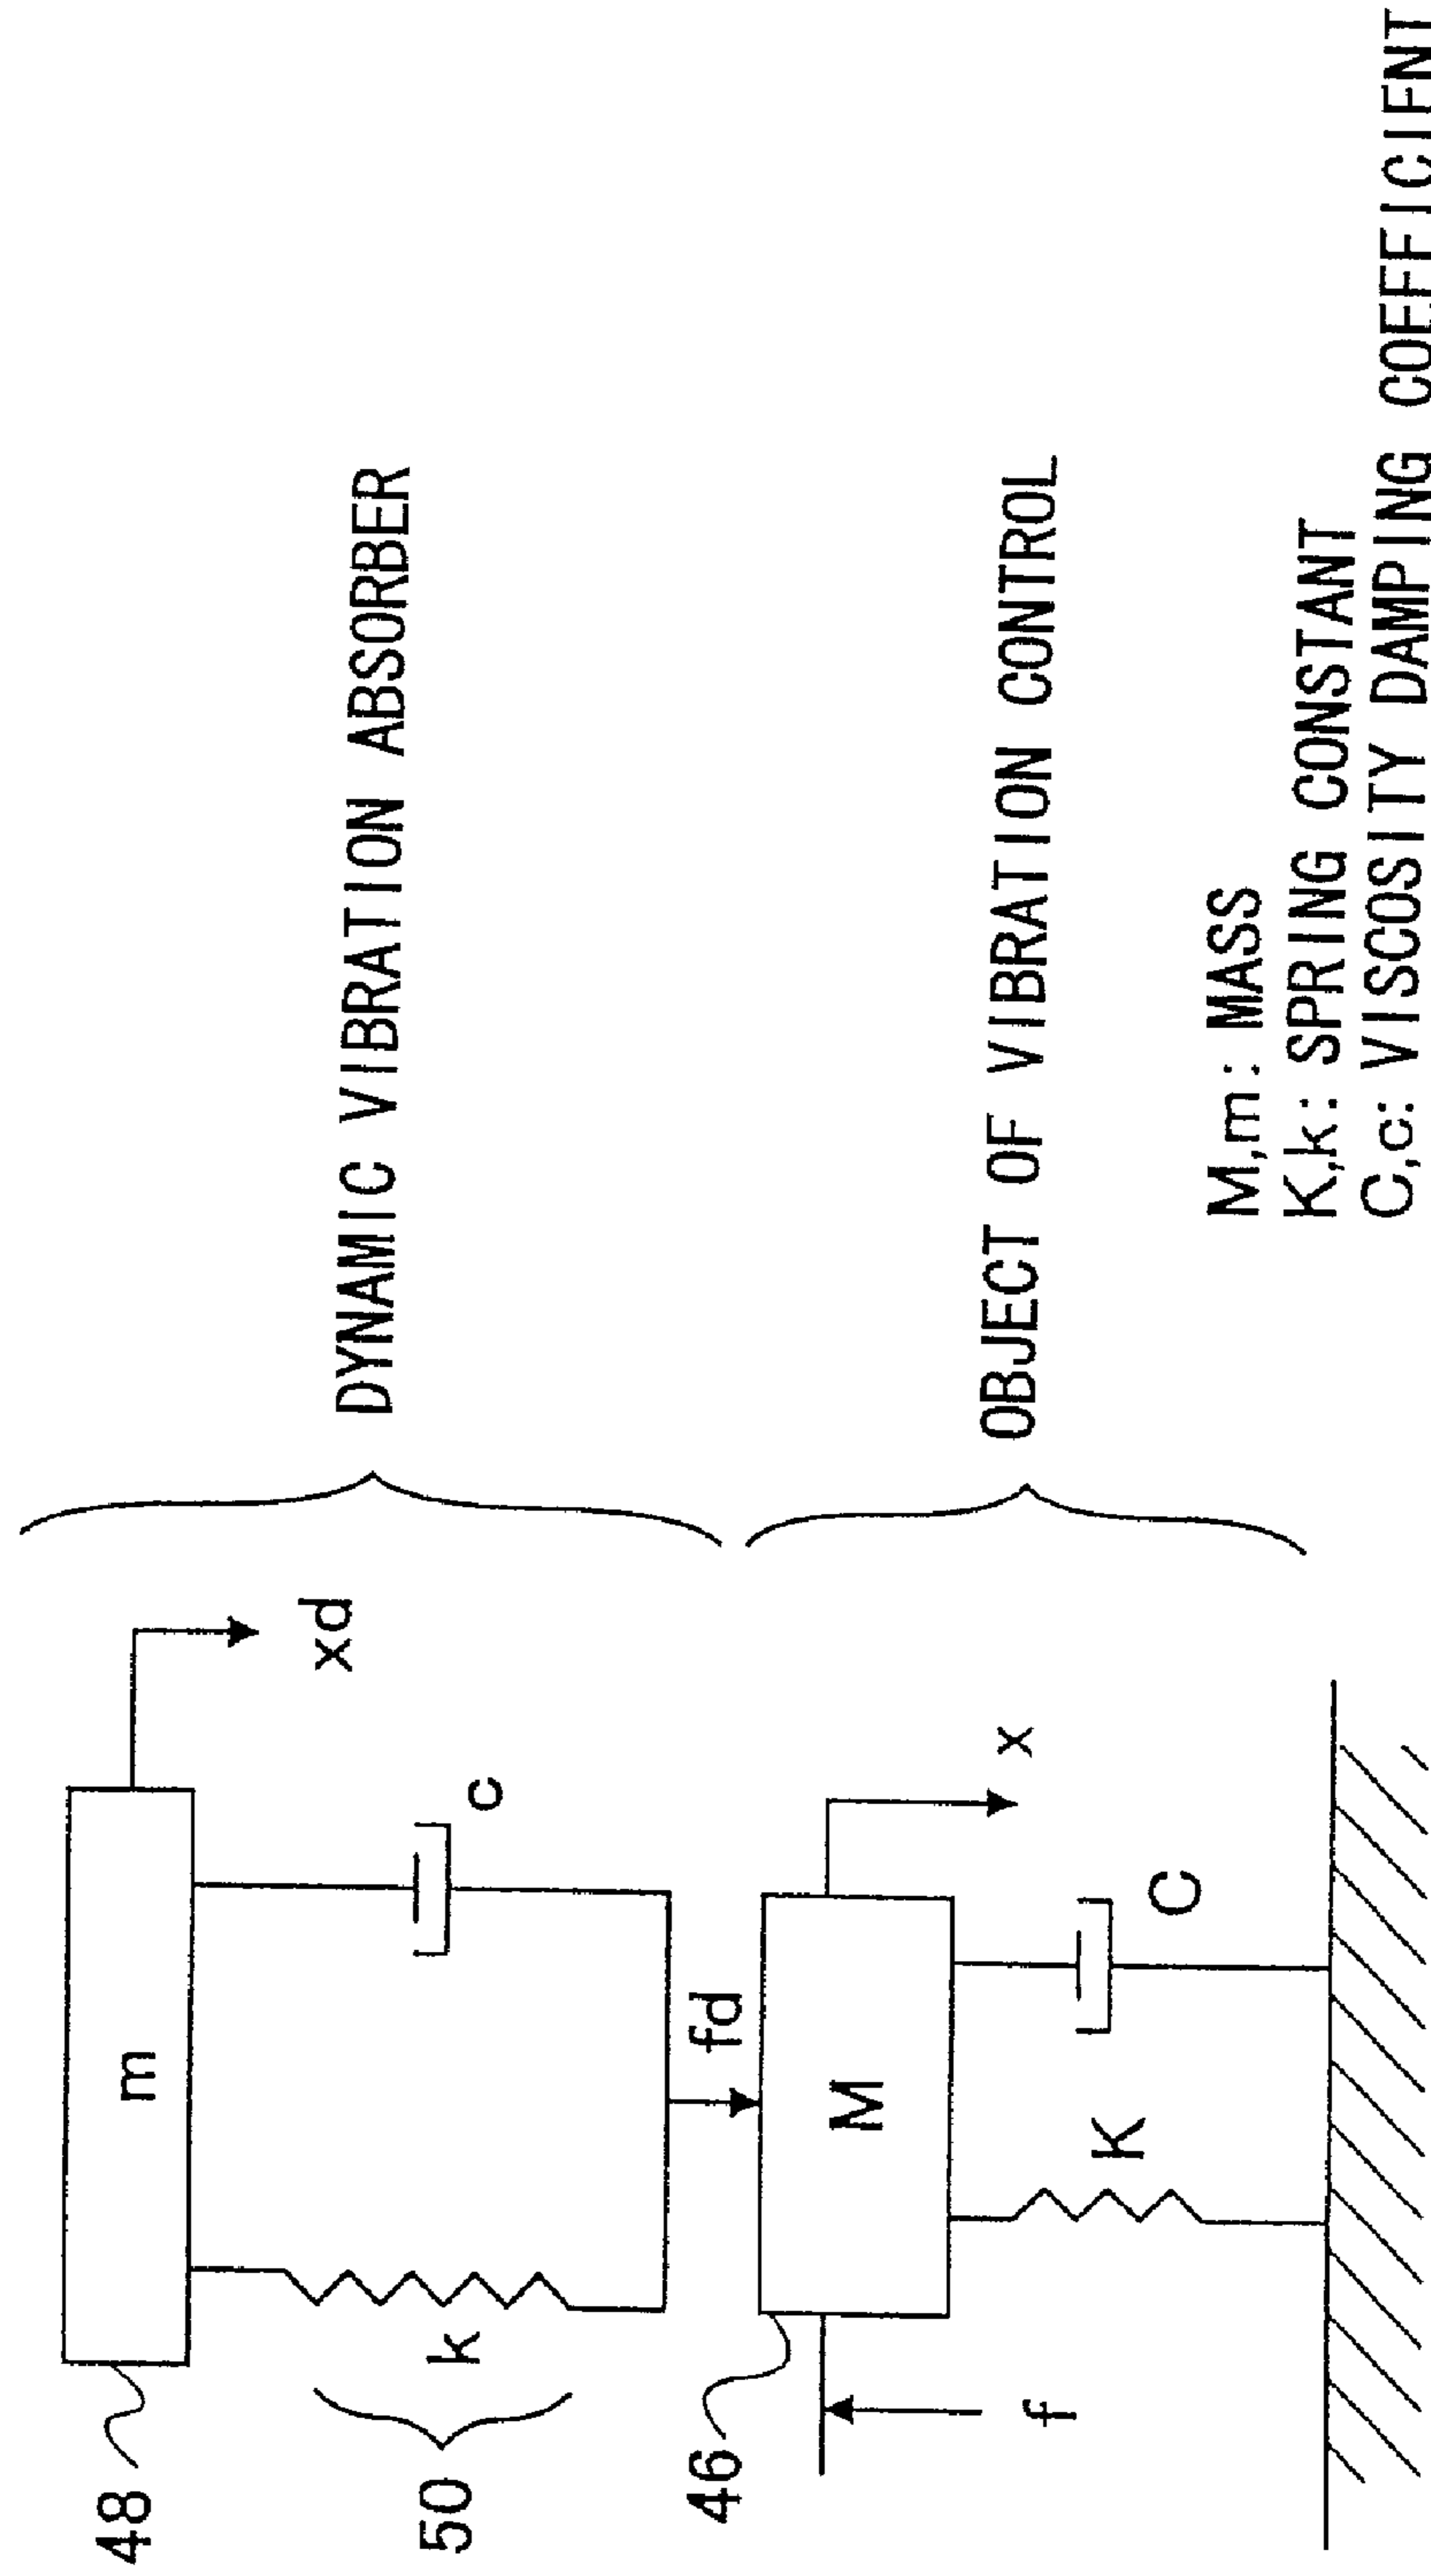 48
m
xd
50
k
c
DYNAMIC VIBRATION ABSORBER
fd
46
M
x
f
K
C
OBJECT OF VIBRATION CONTROL
M,m: MASS
K,k: SPRING CONSTANT
C,c: VISCOSITY DAMPING COEFFICIENT